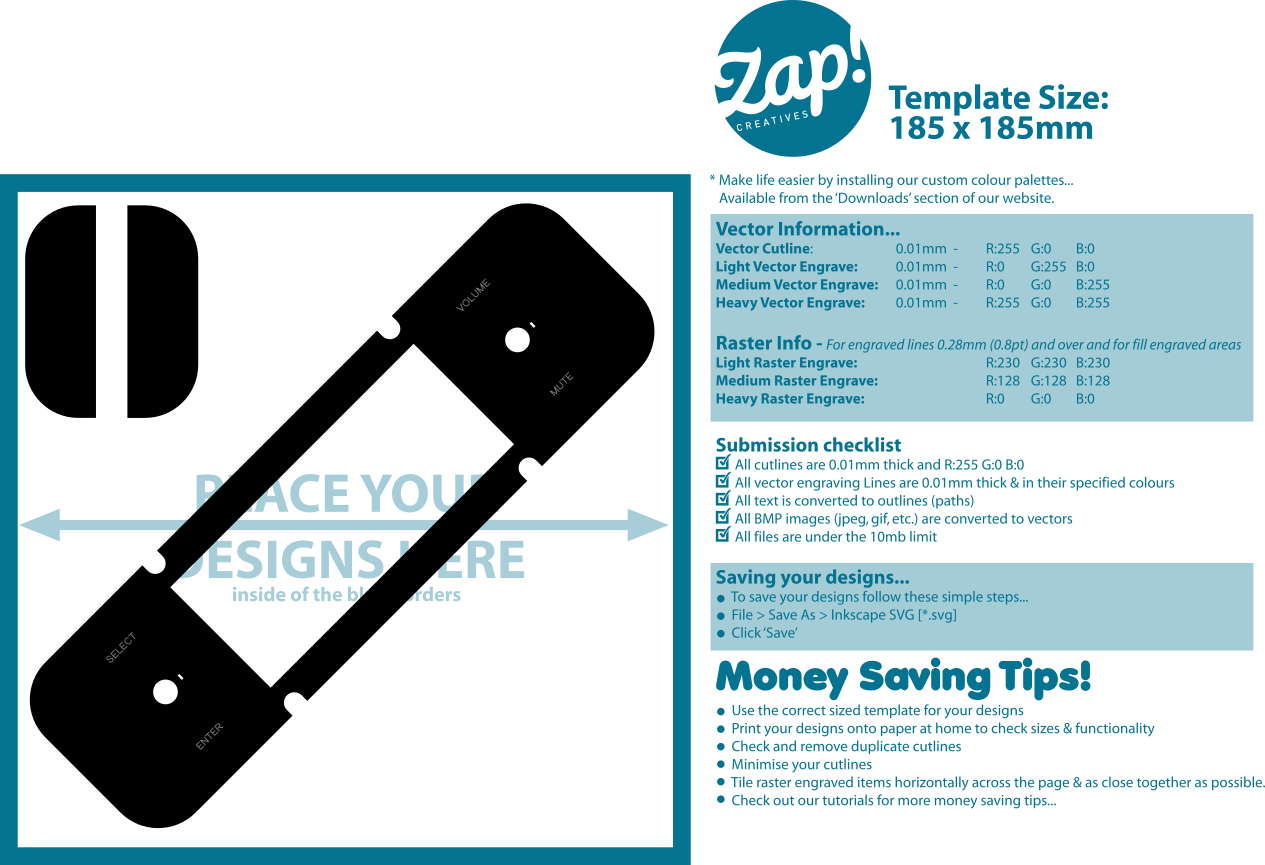 Zap!
CREATIVES
Template Size:
185 x 185mm
* Make life easier by installing our custom colour palettes...
Available from the 'Downloads' section of our website.
Vector Information...
Vector Cutline: 0.01mm - R:255 G:0 B:0
Light Vector Engrave: 0.01mm - R:0 G:255 B:0
Medium Vector Engrave: 0.01mm - R:0 G:0 B:255
Heavy Vector Engrave: 0.01mm - R:255 G:0 B:255
Raster Info - For engraved lines 0.28mm (0.8pt) and over and for fill engraved areas
Light Raster Engrave: R:230 G:230 B:230
Medium Raster Engrave: R:128 G:128 B:128
Heavy Raster Engrave: R:0 G:0 B:0
Submission checklist
All cutlines are 0.01mm thick and R:255 G:0 B:0
All vector engraving Lines are 0.01mm thick & in their specified colours
All text is converted to outlines (paths)
All BMP images (jpeg, gif, etc.) are converted to vectors
All files are under the 10mb limit
Saving your designs...
To save your designs follow these simple steps...
File > Save As > Inkscape SVG [*.svg]
Click 'Save'
Money Saving Tips!
Use the correct sized template for your designs
Print your designs onto paper at home to check sizes & functionality
Check and remove duplicate cutlines
Minimise your cutlines
Tile raster engraved items horizontally across the page & as close together as possible.
Check out our tutorials for more money saving tips...
VOLUME
MUTE
PLACE YOUR
DESIGNS HERE
inside of the
SELECT
ENTER